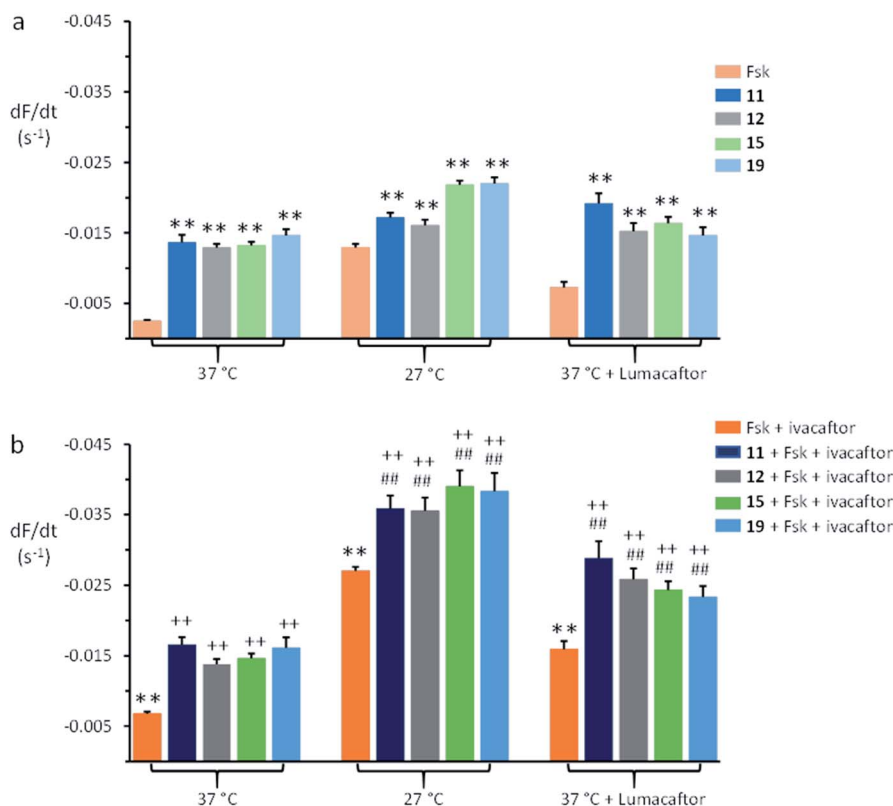 a
-0.045
-0.035
dF/dt
(s⁻¹)
-0.025
-0.015
-0.005
** ** ** **
** ** ** **
** ** ** **
37 °C
27 °C
37 °C + Lumacaftor
Fsk
11
12
15
19
b
-0.045
-0.035
dF/dt
(s⁻¹)
-0.025
-0.015
-0.005
** ++ ++ ++ ++
** ++ ++ ++ ++
## ## ## ##
** ++ ++ ++ ++
## ## ## ##
37 °C
27 °C
37 °C + Lumacaftor
Fsk + ivacaftor
11 + Fsk + ivacaftor
12 + Fsk + ivacaftor
15 + Fsk + ivacaftor
19 + Fsk + ivacaftor